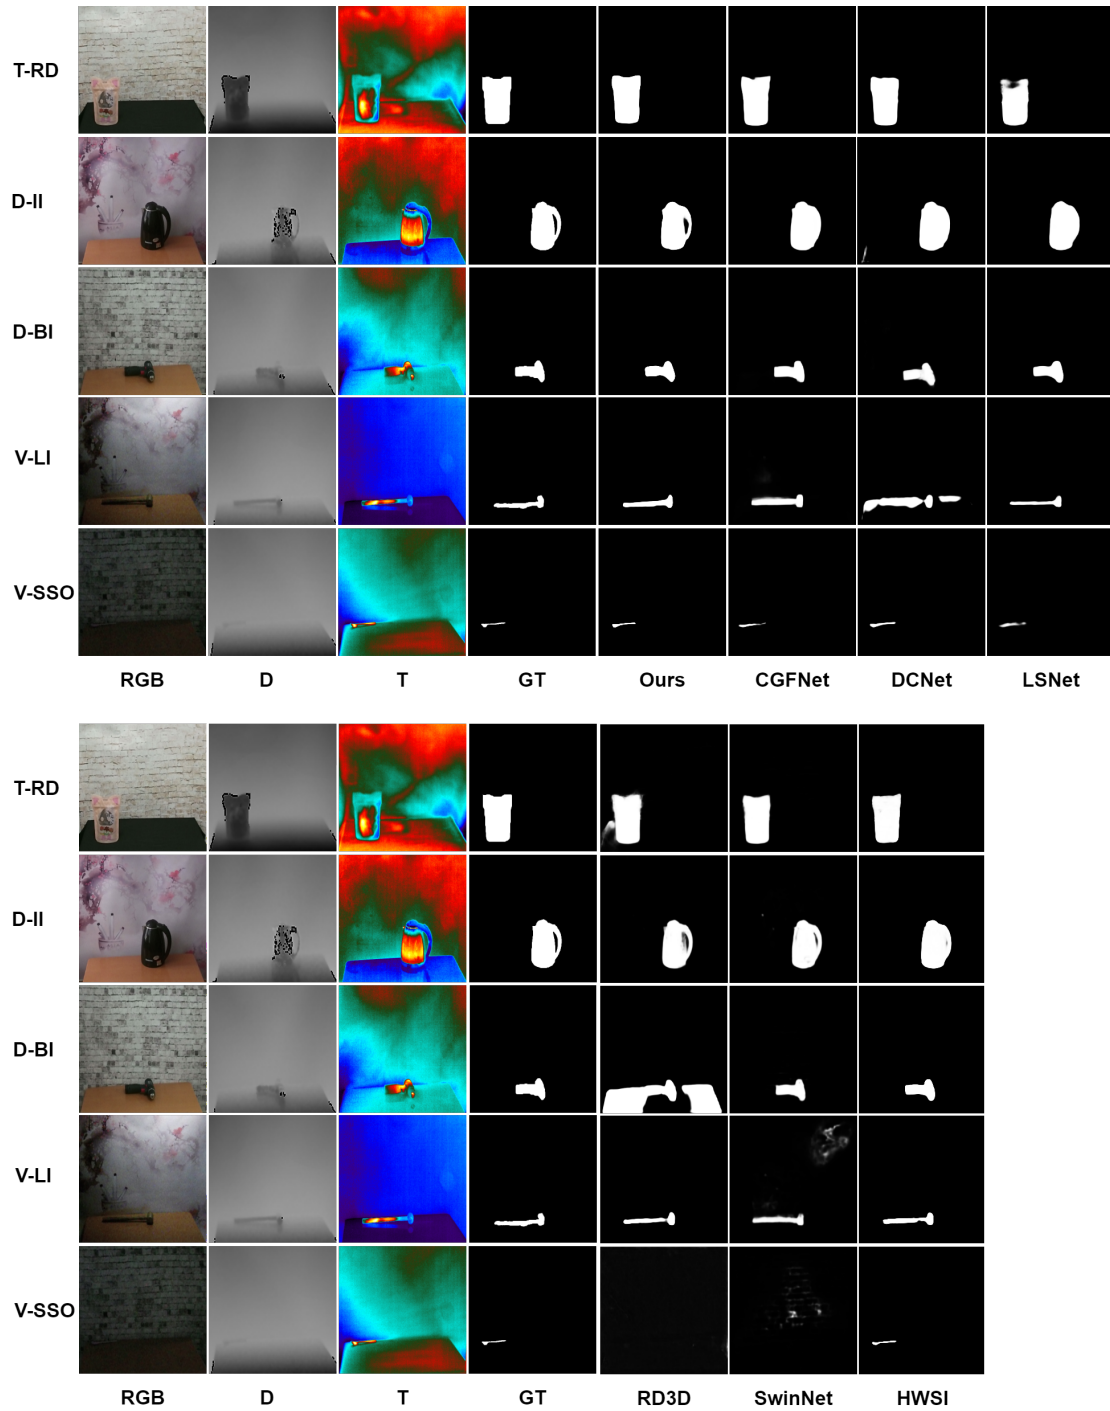 T-RD
D-II
D-BI
V-LI
V-SSO
RGB D T GT Ours CGFNet DCNet LSNet
T-RD
D-II
D-BI
V-LI
V-SSO
RGB D T GT RD3D SwinNet HWSI